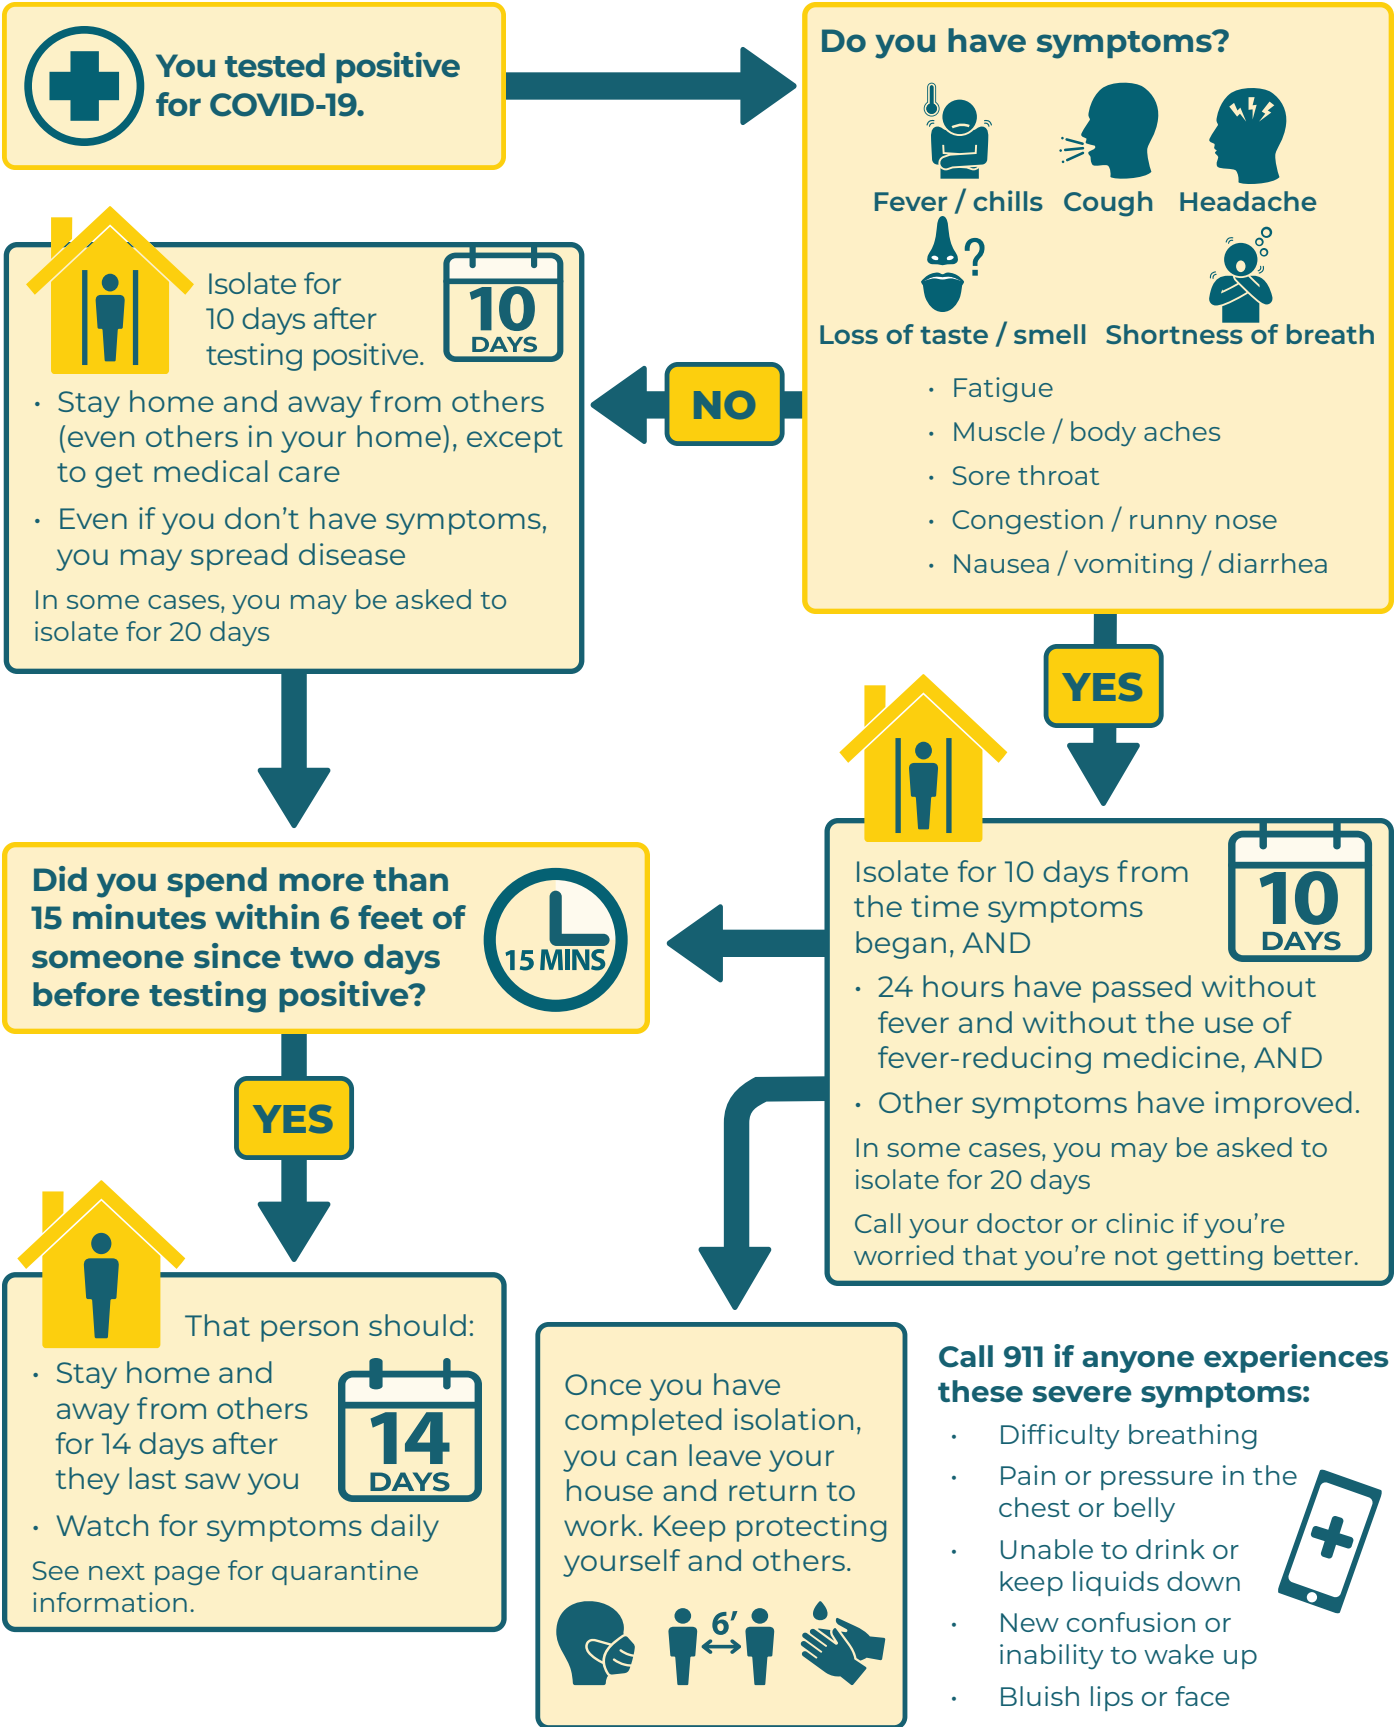 You tested positive
for COVID-19.
Do you have symptoms?
Fever / chills
Cough
Headache
Loss of taste / smell
Shortness of breath
• Fatigue
• Muscle / body aches
• Sore throat
• Congestion / runny nose
• Nausea / vomiting / diarrhea
NO
Isolate for
10 days after
testing positive.
10
DAYS
• Stay home and away from others
(even others in your home), except
to get medical care
• Even if you don't have symptoms,
you may spread disease
In some cases, you may be asked to
isolate for 20 days
YES
Isolate for 10 days from
the time symptoms
began, AND
10
DAYS
• 24 hours have passed without
fever and without the use of
fever-reducing medicine, AND
• Other symptoms have improved.
In some cases, you may be asked to
isolate for 20 days
Call your doctor or clinic if you're
worried that you're not getting better.
Did you spend more than
15 minutes within 6 feet of
someone since two days
before testing positive?
15 MINS
YES
That person should:
• Stay home and
away from others
for 14 days after
they last saw you
14
DAYS
• Watch for symptoms daily
See next page for quarantine
information.
Once you have
completed isolation,
you can leave your
house and return to
work. Keep protecting
yourself and others.
6′
?
Call 911 if anyone experiences
these severe symptoms:
• Difficulty breathing
• Pain or pressure in the
chest or belly
• Unable to drink or
keep liquids down
• New confusion or
inability to wake up
• Bluish lips or face